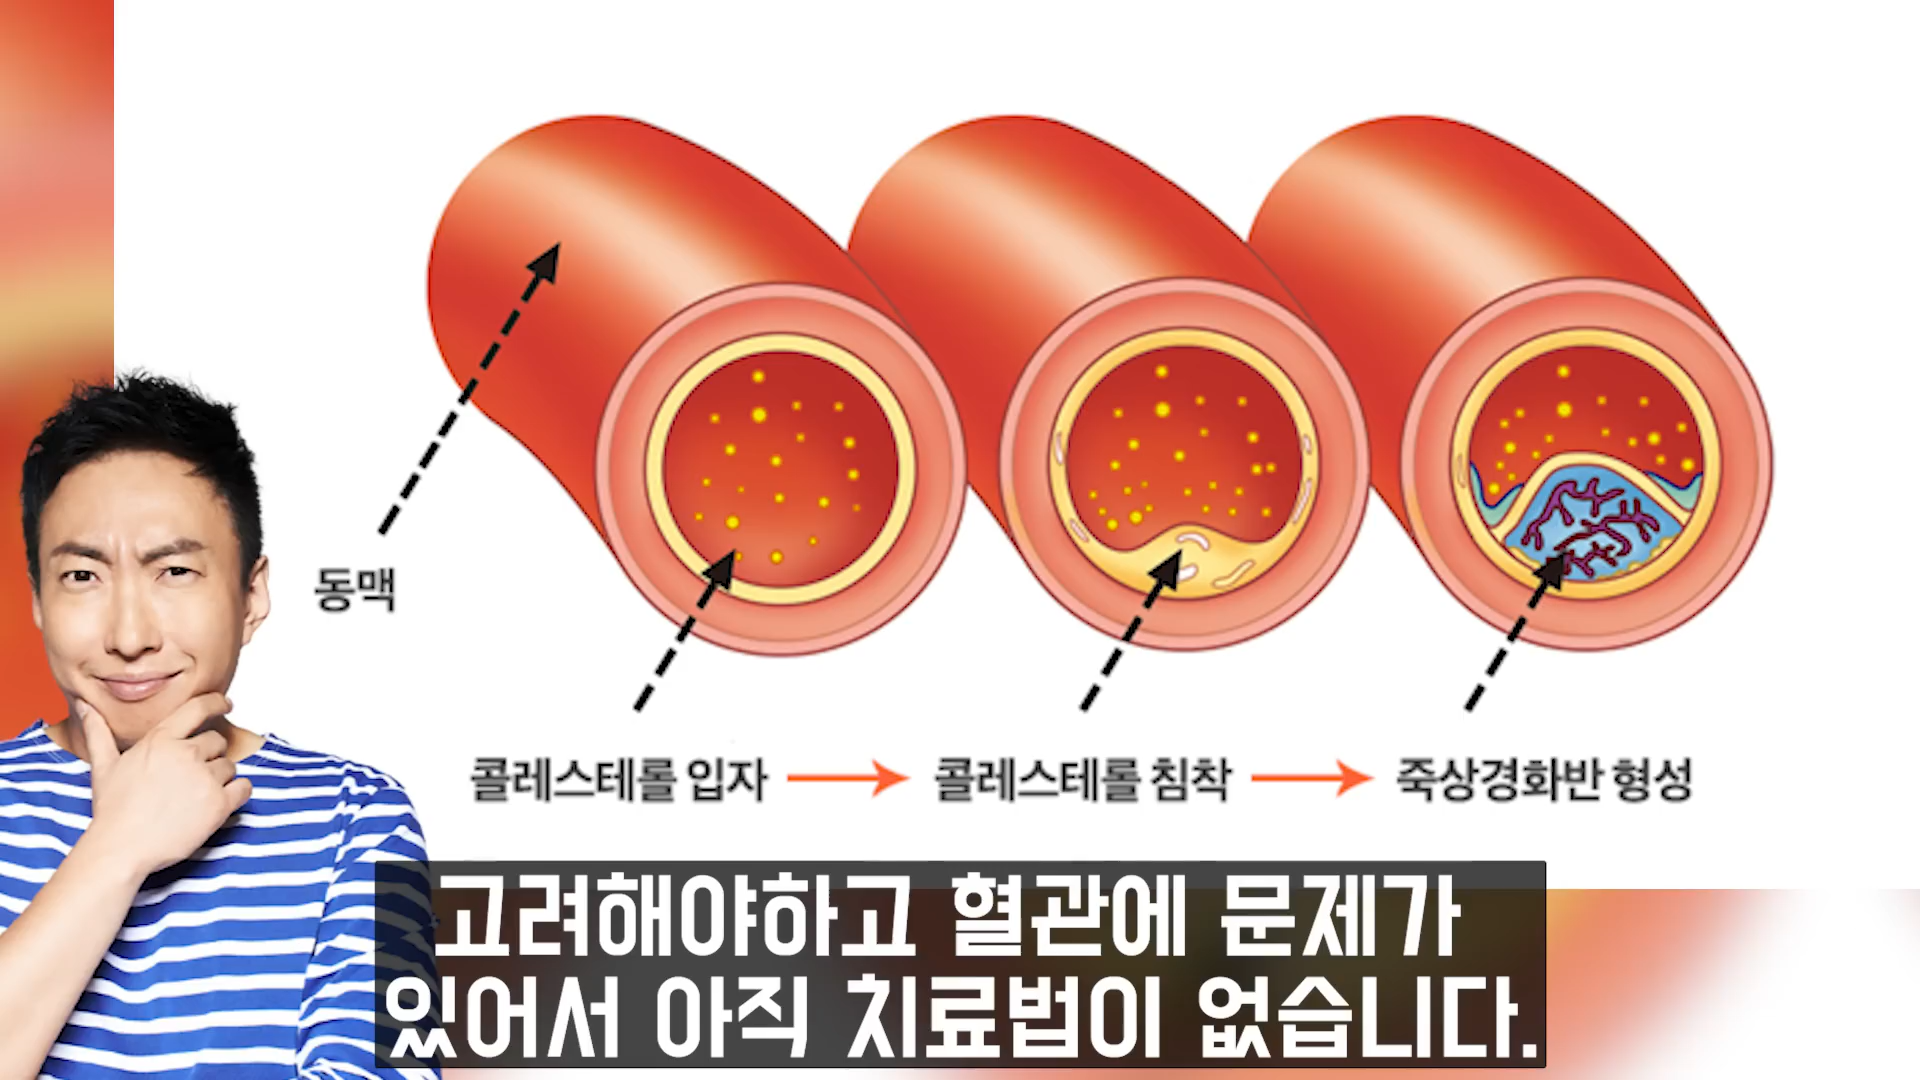 동맥
콜레스테롤 입자
콜레스테롤 침착
죽상경화반 형성
고려해야하고 혈관에 문제가
있어서 아직 치료법이 없습니다.